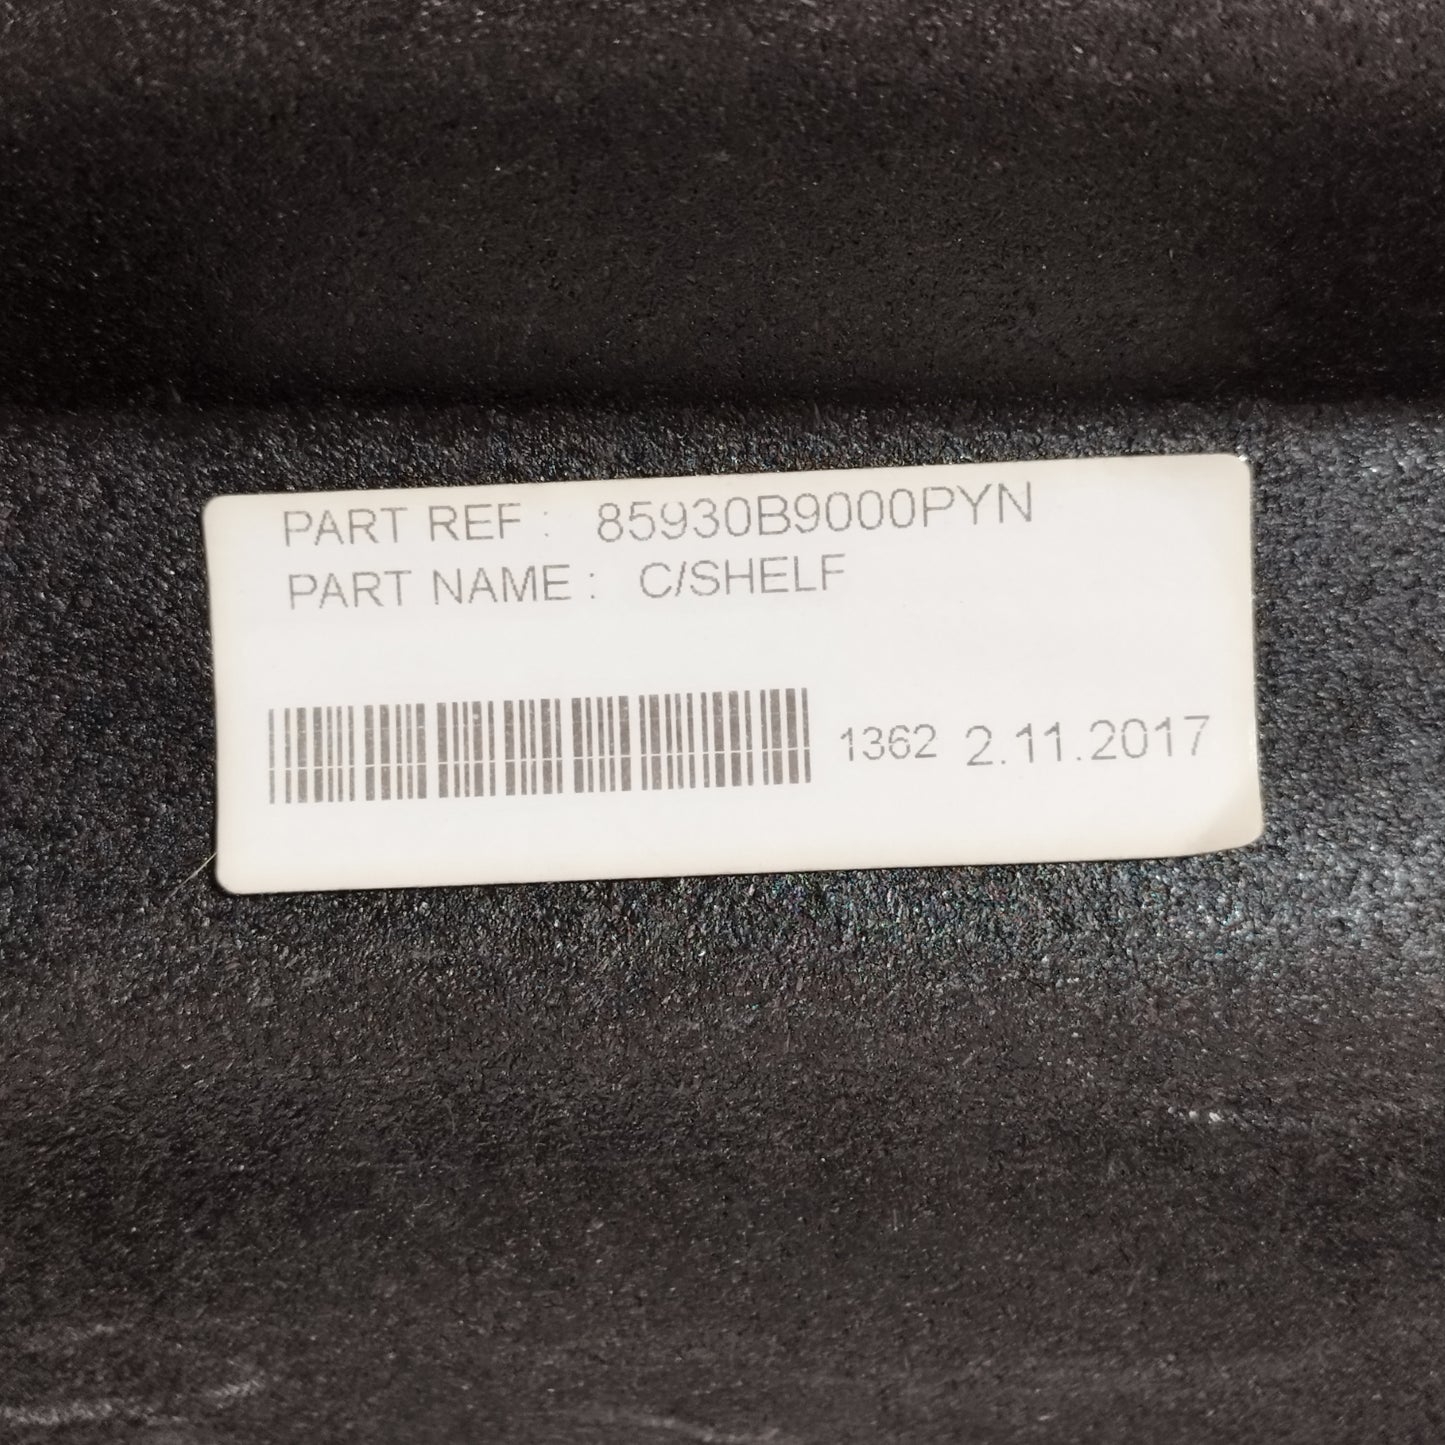 PART REF : 85930B9000PYN
PART NAME : C/SHELF
1362 2.11.2017